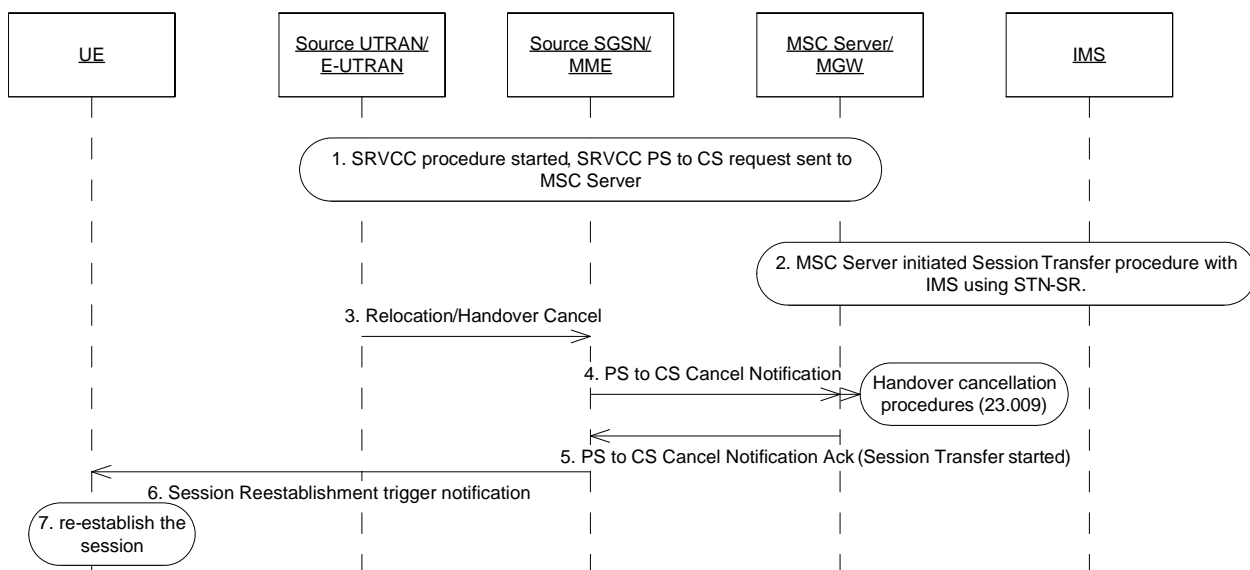 UE
Source UTRAN/
E-UTRAN
Source SGSN/
MME
MSC Server/
MGW
IMS
1. SRVCC procedure started, SRVCC PS to CS request sent to
MSC Server
2. MSC Server initiated Session Transfer procedure with
IMS using STN-SR.
3. Relocation/Handover Cancel
4. PS to CS Cancel Notification
Handover cancellation
procedures (23.009)
5. PS to CS Cancel Notification Ack (Session Transfer started)
6. Session Reestablishment trigger notification
7. re-establish the
session